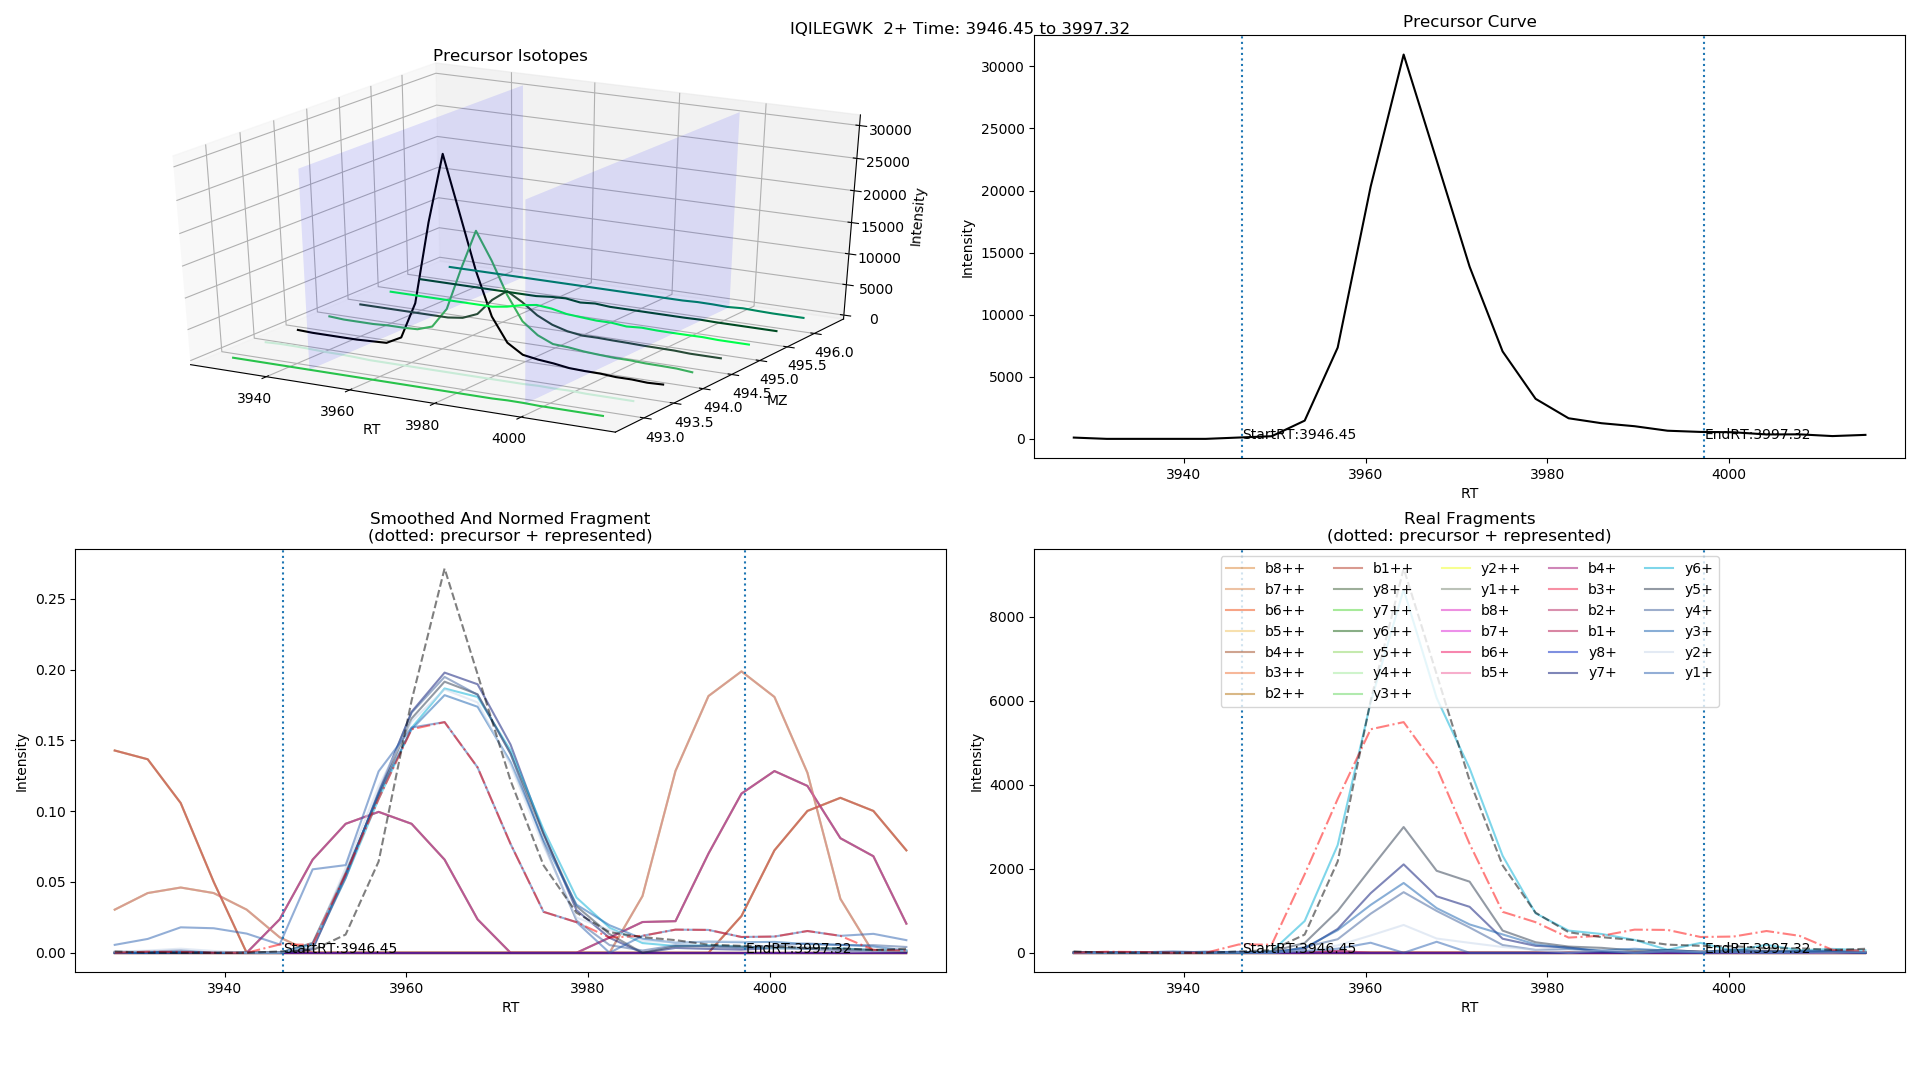 IQILEGWK  2+ Time: 3946.45 to 3997.32
Precursor Isotopes
30000
25000
20000
15000
10000
5000
0
Intensity
496.0
495.5
495.0
494.5
494.0
493.5
493.0
MZ
3940
3960
3980
4000
RT
Precursor Curve
30000
25000
20000
15000
10000
5000
0
Intensity
StartRT:3946.45
EndRT:3997.32
3940
3960
3980
4000
RT
Smoothed And Normed Fragment
(dotted: precursor + represented)
0.25
0.20
0.15
0.10
0.05
0.00
Intensity
StartRT:3946.45
EndRT:3997.32
3940
3960
3980
4000
RT
Real Fragments
(dotted: precursor + represented)
8000
6000
4000
2000
0
Intensity
b8++
b7++
b6++
b5++
b4++
b3++
b2++
b1++
y8++
y7++
y6++
y5++
y4++
y3++
y2++
y1++
b8+
b7+
b6+
b5+
b4+
b3+
b2+
b1+
y8+
y7+
y6+
y5+
y4+
y3+
y2+
y1+
StartRT:3946.45
EndRT:3997.32
3940
3960
3980
4000
RT